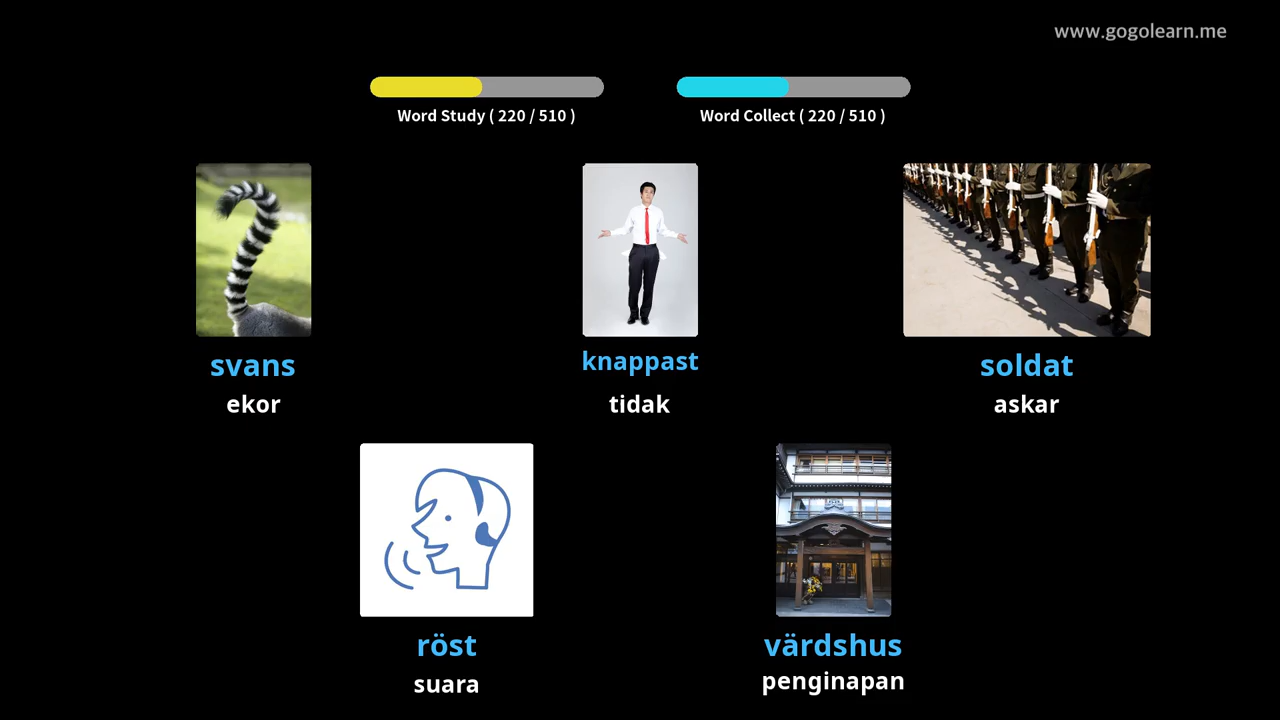 www.gogolearn.me
Word Study ( 220 / 510 )
Word Collect ( 220 / 510 )
svans
ekor
knappast
tidak
soldat
askar
röst
suara
värdshus
penginapan